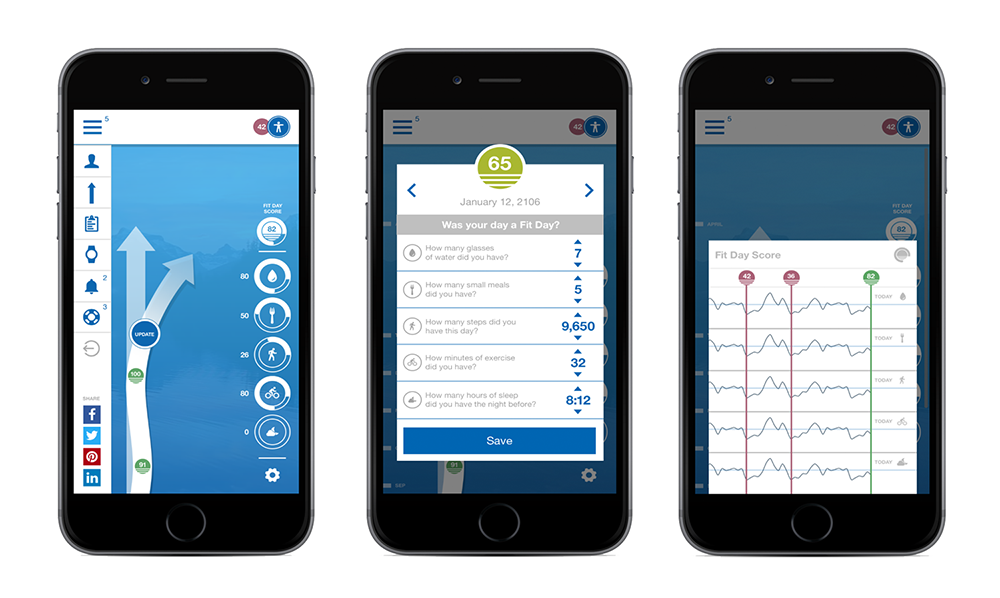 5
42
FIT DAY
SCORE
82
80
2
50
3
UPDATE
26
100
80
SHARE
0
91
5
42
65
January 12, 2106
Was your day a Fit Day?
How many glasses
of water did you have?
7
How many small meals
did you have?
5
How many steps did you
have this day?
9,650
How minutes of exercise
did you have?
32
How many hours of sleep
did you have the night before?
8:12
Save
91
SEP
5
42
FIT DAY
SCORE
APRIL
82
Fit Day Score
42
36
82
TODAY
TODAY
TODAY
TODAY
TODAY